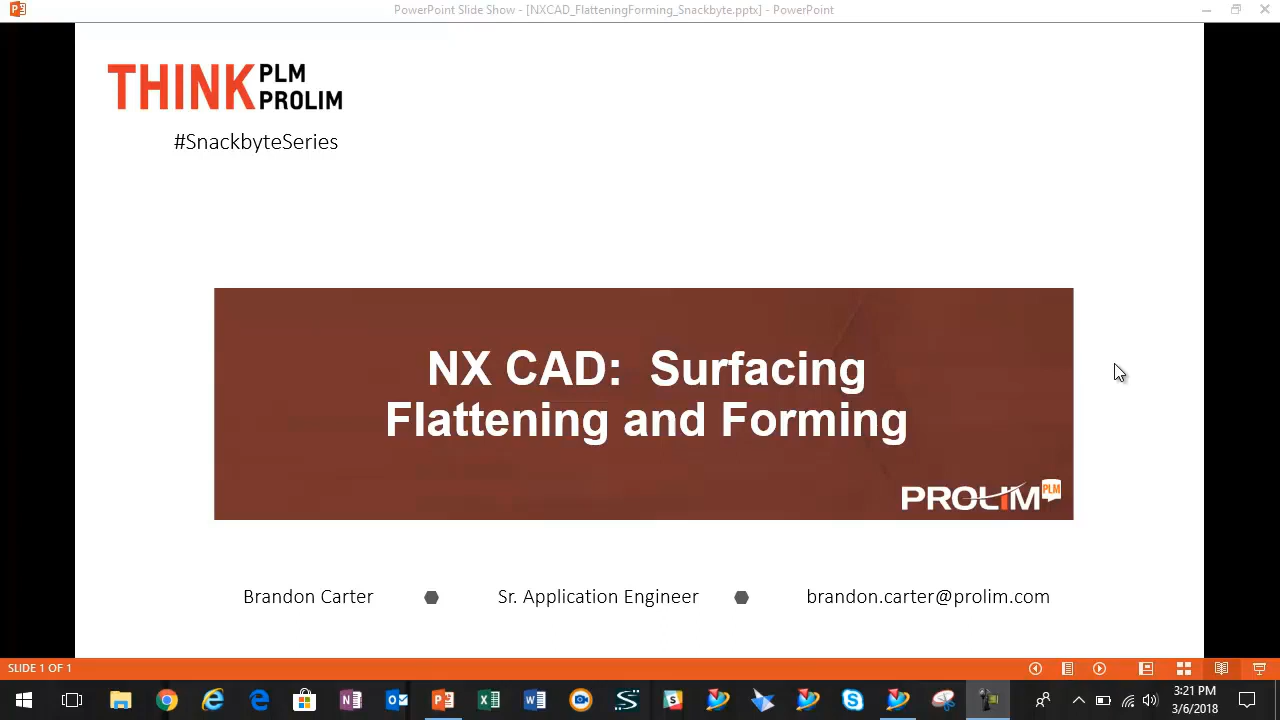 PowerPoint Slide Show - [NXCAD_FlatteningForming_Snackbyte.pptx] - PowerPoint
THINK PLM PROLIM
#SnackbyteSeries
NX CAD: Surfacing
Flattening and Forming
PROLIM PLM
Brandon Carter
Sr. Application Engineer
brandon.carter@prolim.com
SLIDE 1 OF 1
3:21 PM
3/6/2018